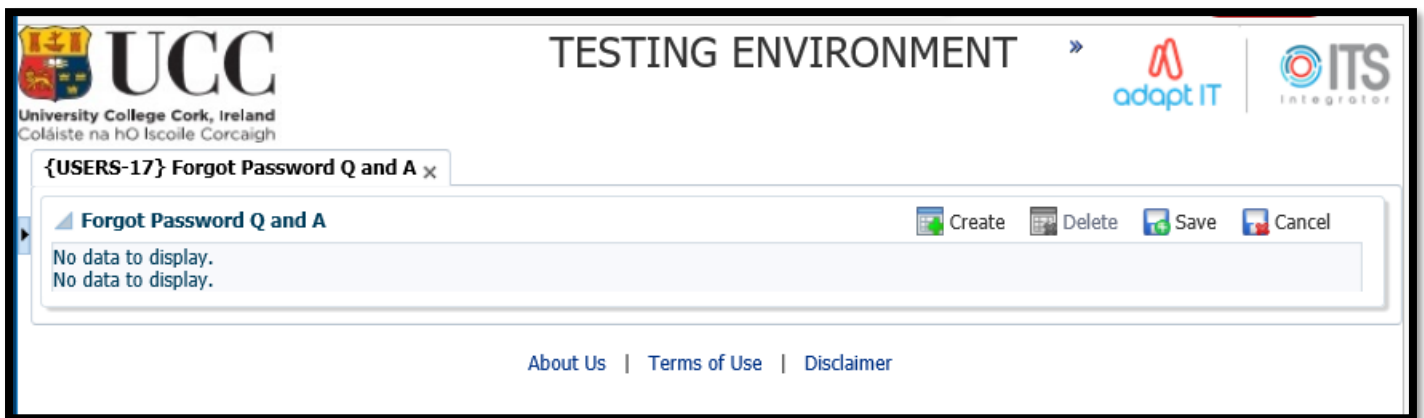 UCC
University College Cork, Ireland
Coláiste na hO Iscoile Corcaigh
TESTING ENVIRONMENT »
adapt IT
ITS
Integrator
{USERS-17} Forgot Password Q and A ×
Forgot Password Q and A
Create Delete Save Cancel
No data to display.
No data to display.
About Us | Terms of Use | Disclaimer